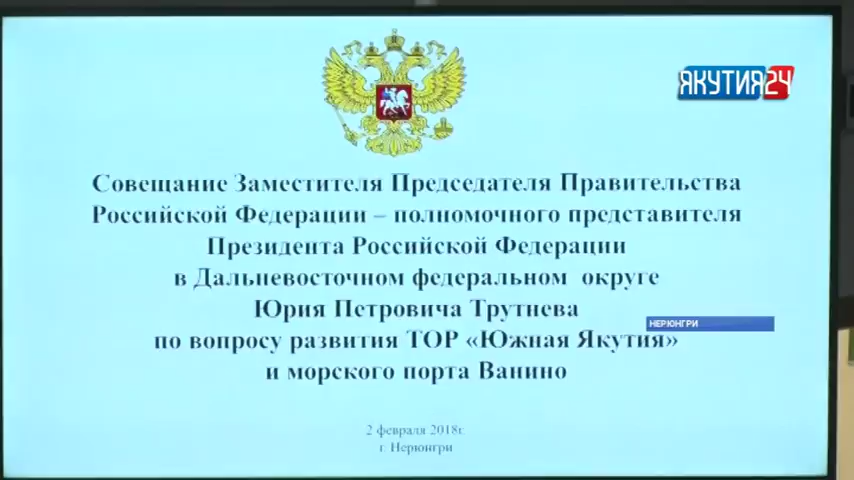 ЯКУТИЯ24
Совещание Заместителя Председателя Правительства
Российской Федерации – полномочного представителя
Президента Российской Федерации
в Дальневосточном федеральном округе
Юрия Петровича Трутнева
НЕРЮНГРИ
по вопросу развития ТОР «Южная Якутия»
и морского порта Ванино
2 февраля 2018г.
г. Нерюнгри